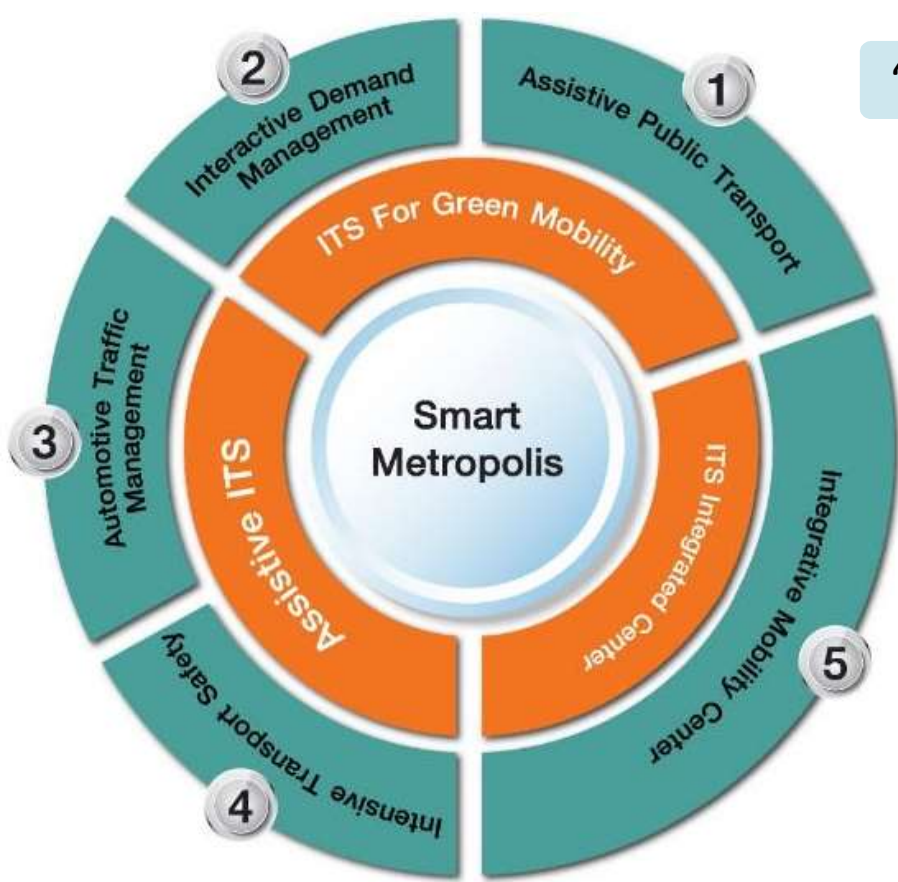 1
Assistive Public Transport
2
Interactive Demand
Management
3
Automotive Traffic
Management
4
Intensive Transport Safety
5
Integrative Mobility Center
ITS For Green Mobility
Assistive ITS
ITS Integrated Center
Smart
Metropolis